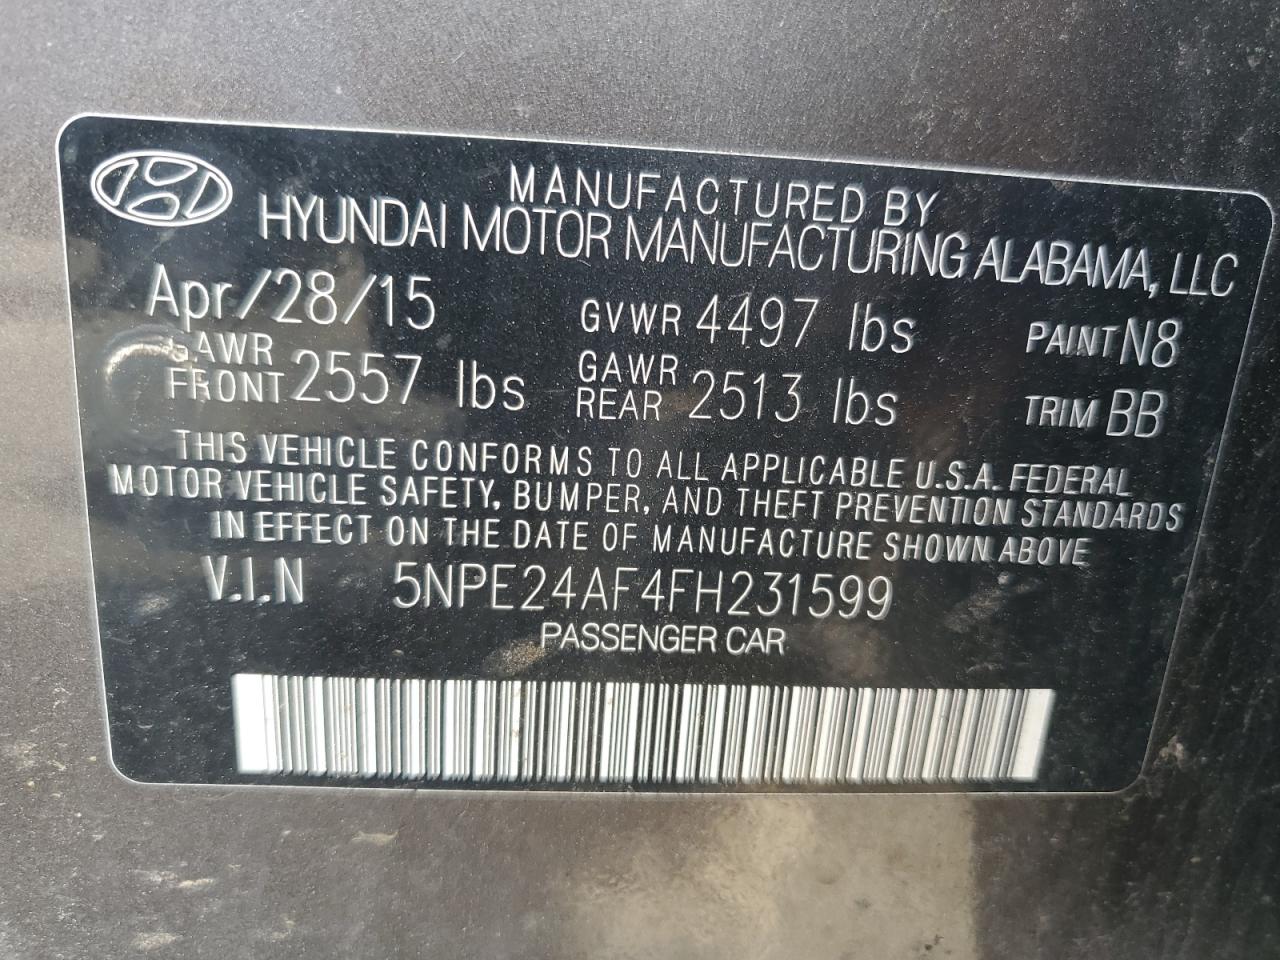 MANUFACTURED BY
HYUNDAI MOTOR MANUFACTURING ALABAMA, LLC
Apr/28/15 GVWR 4497 lbs PAINT N8
GAWR FRONT 2557 lbs GAWR REAR 2513 lbs TRIM BB
THIS VEHICLE CONFORMS TO ALL APPLICABLE U.S.A. FEDERAL
MOTOR VEHICLE SAFETY, BUMPER, AND THEFT PREVENTION STANDARDS
IN EFFECT ON THE DATE OF MANUFACTURE SHOWN ABOVE
V.I.N 5NPE24AF4FH231599
PASSENGER CAR